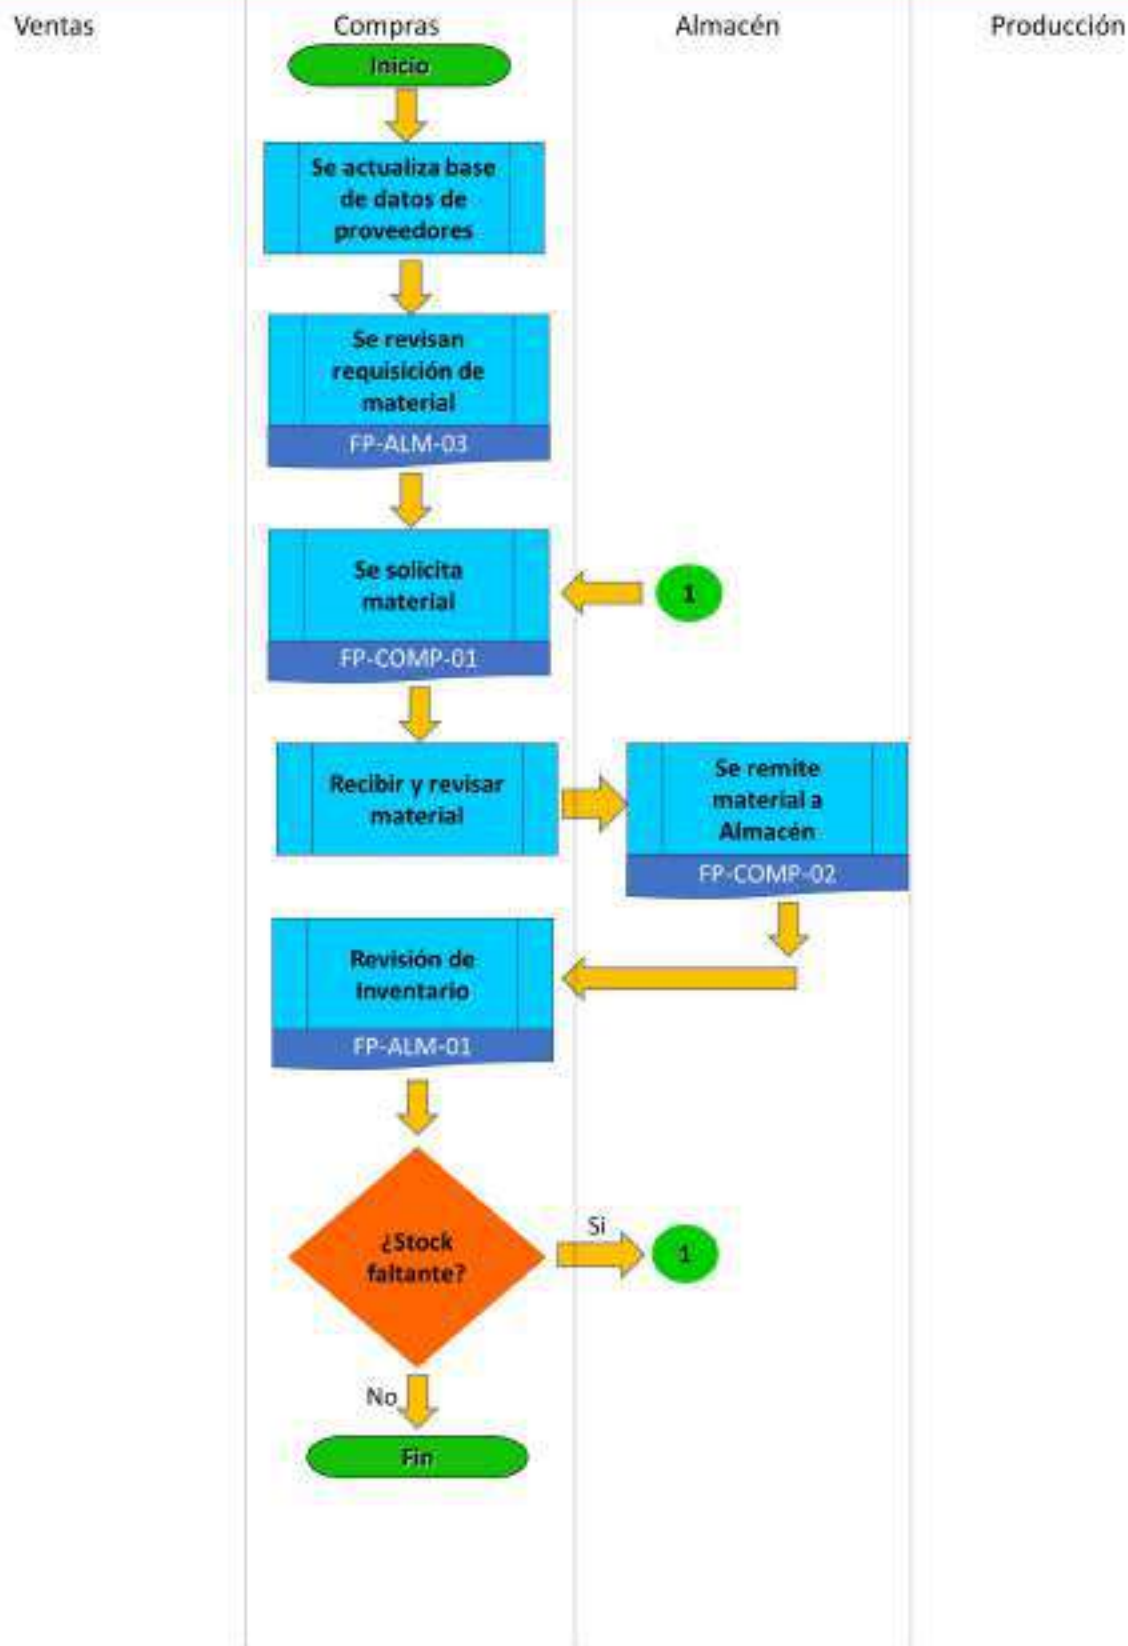 Ventas Compras Almacén Producción
Inicio
Se actualiza base
de datos de
proveedores
Se revisan
requisición de
material
FP-ALM-03
Se solicita
material
1
FP-COMP-01
Recibir y revisar
material
Se remite
material a
Almacén
FP-COMP-02
Revisión de
inventario
FP-ALM-01
¿Stock
faltante?
Si
1
No
Fin